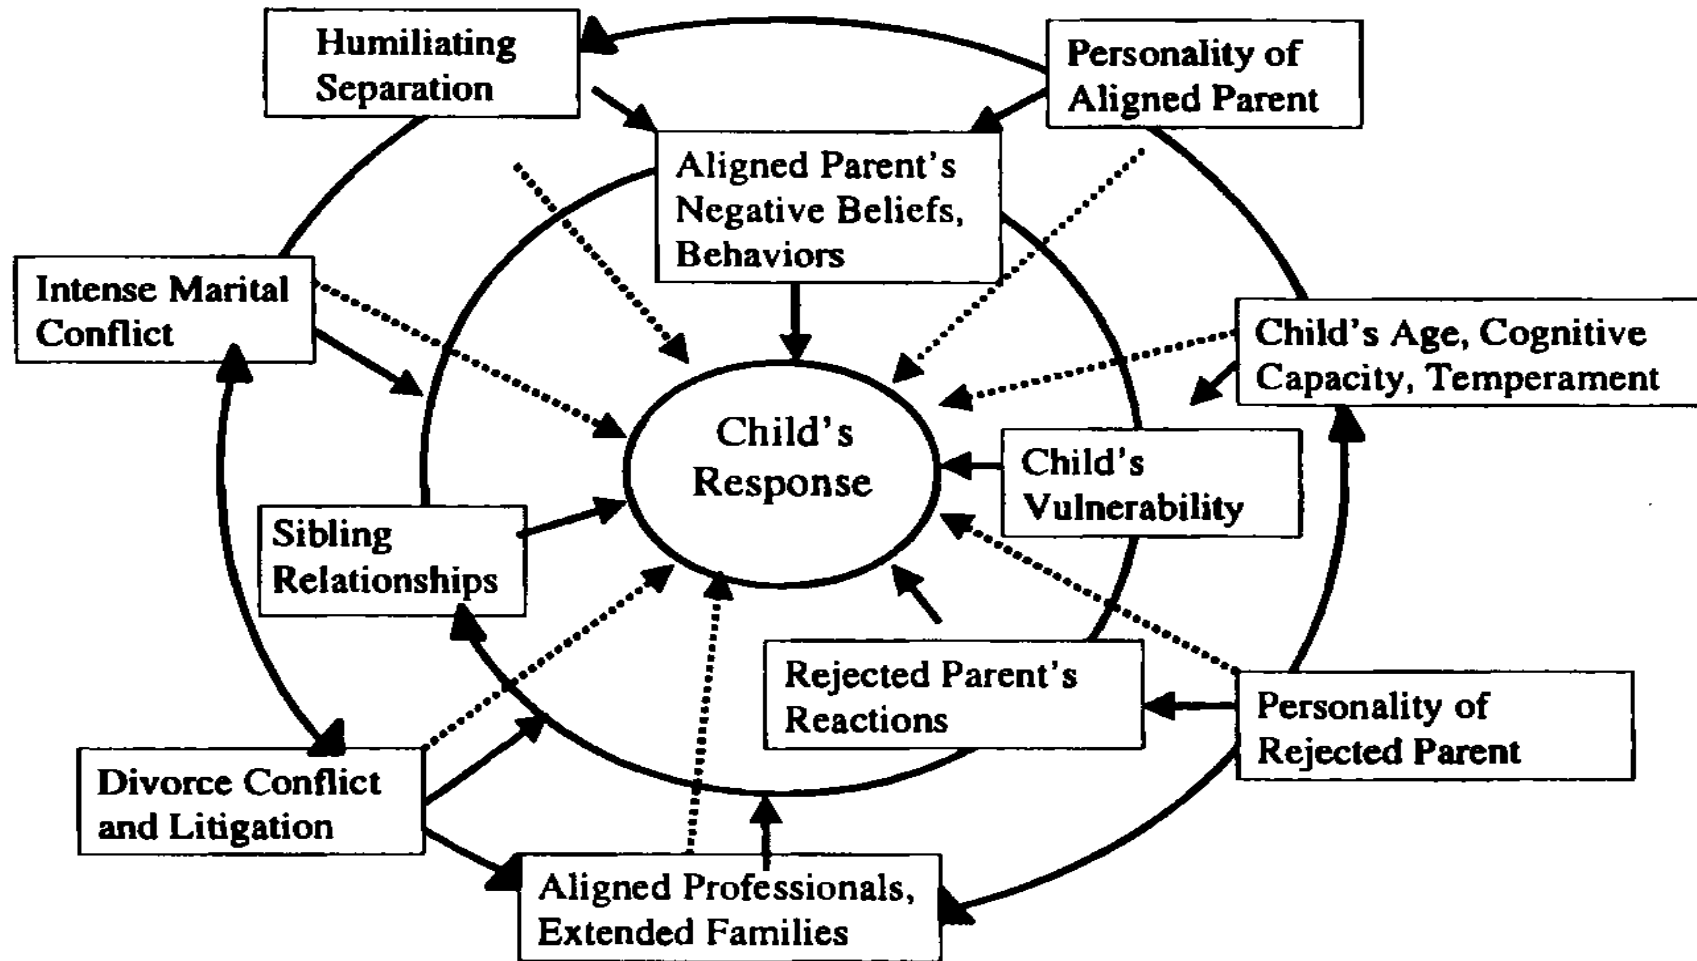 Humiliating
Separation
Personality of
Aligned Parent
Aligned Parent's
Negative Beliefs,
Behaviors
Intense Marital
Conflict
Child's Age, Cognitive
Capacity, Temperament
Child's
Response
Child's
Vulnerability
Sibling
Relationships
Rejected Parent's
Reactions
Personality of
Rejected Parent
Divorce Conflict
and Litigation
Aligned Professionals,
Extended Families